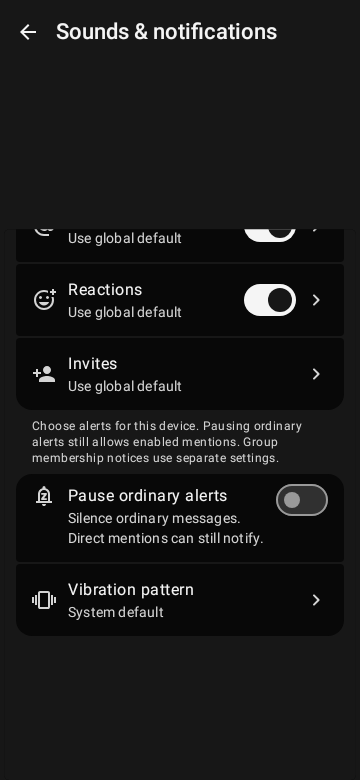 Sounds & notifications
Use global default
Reactions
Use global default
Invites
Use global default
Choose alerts for this device. Pausing ordinary
alerts still allows enabled mentions. Group
membership notices use separate settings.
Pause ordinary alerts
Silence ordinary messages.
Direct mentions can still notify.
Vibration pattern
System default